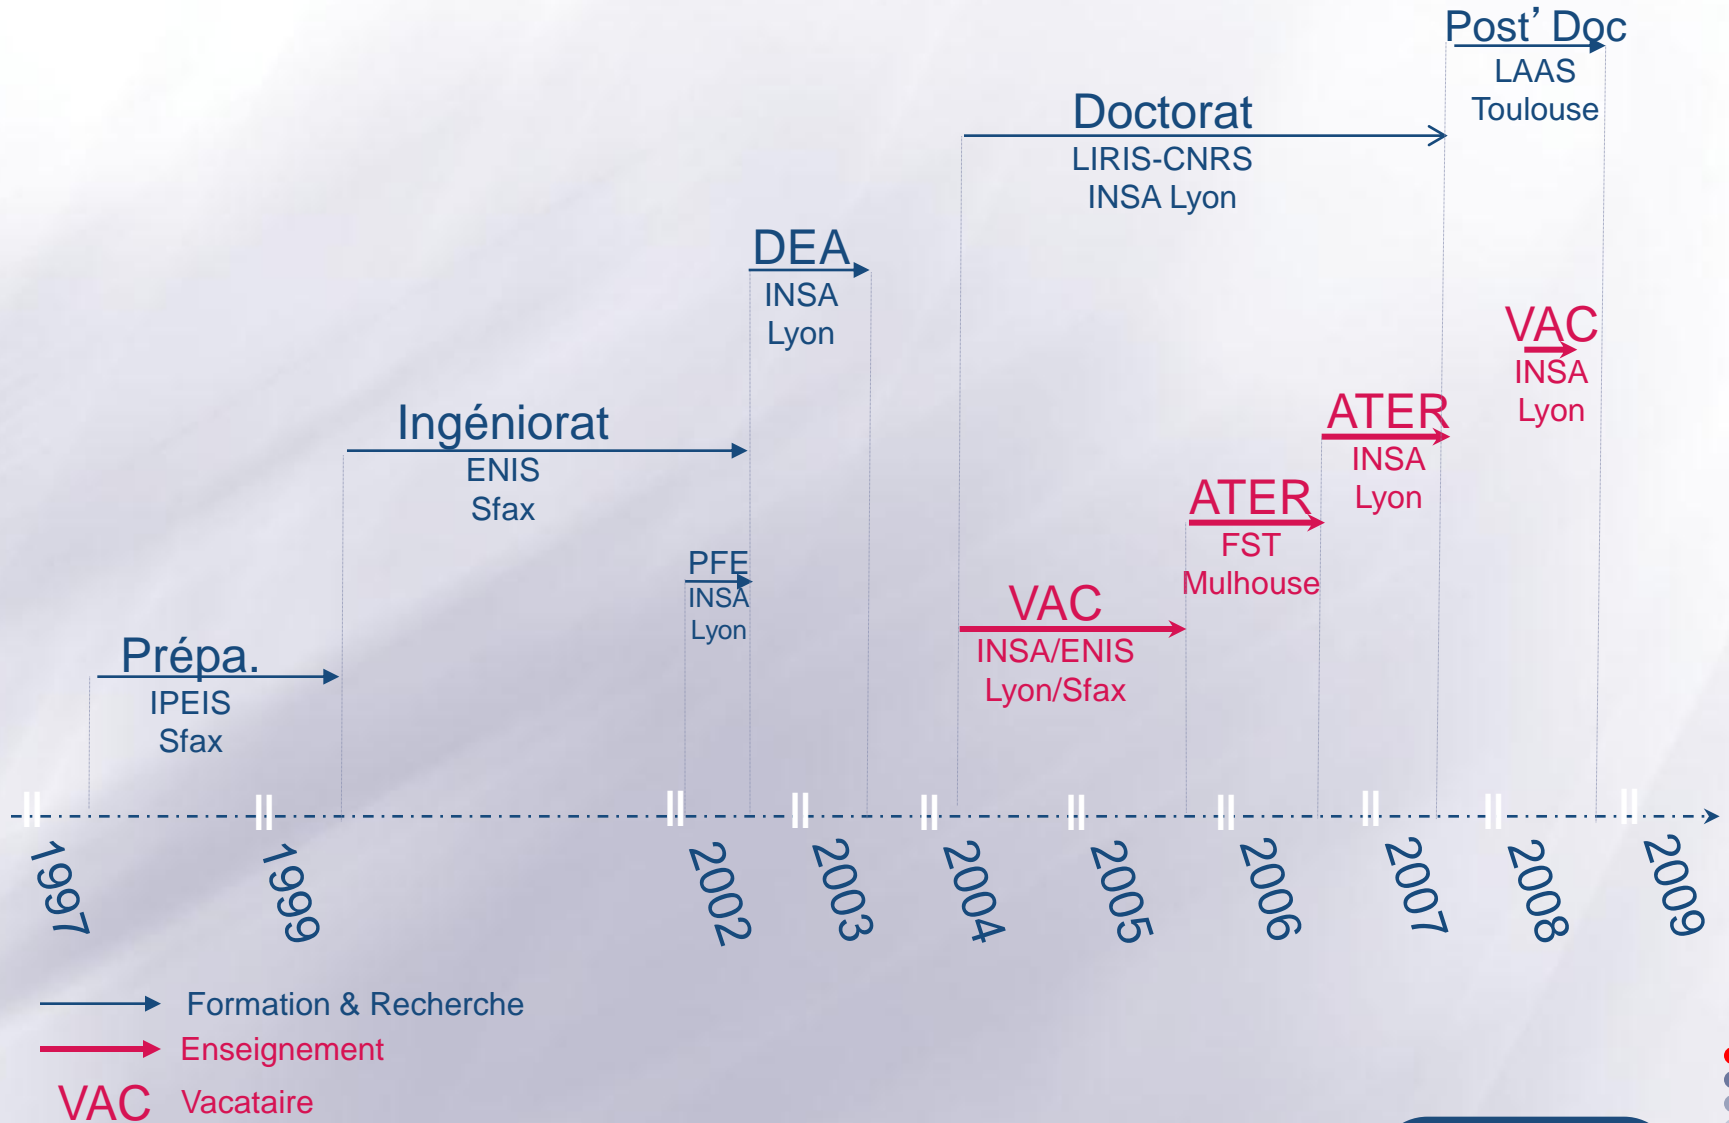 Post’ Doc
LAAS
Toulouse
Doctorat
LIRIS-CNRS
INSA Lyon
DEA
INSA
Lyon
VAC
INSA
Lyon
ATER
INSA
Lyon
Ingéniorat
ENIS
Sfax
ATER
FST
Mulhouse
PFE
INSA
Lyon
VAC
INSA/ENIS
Lyon/Sfax
Prépa.
IPEIS
Sfax
1997
1999
2002
2003
2004
2005
2006
2007
2008
2009
Formation & Recherche
Enseignement
VAC Vacataire